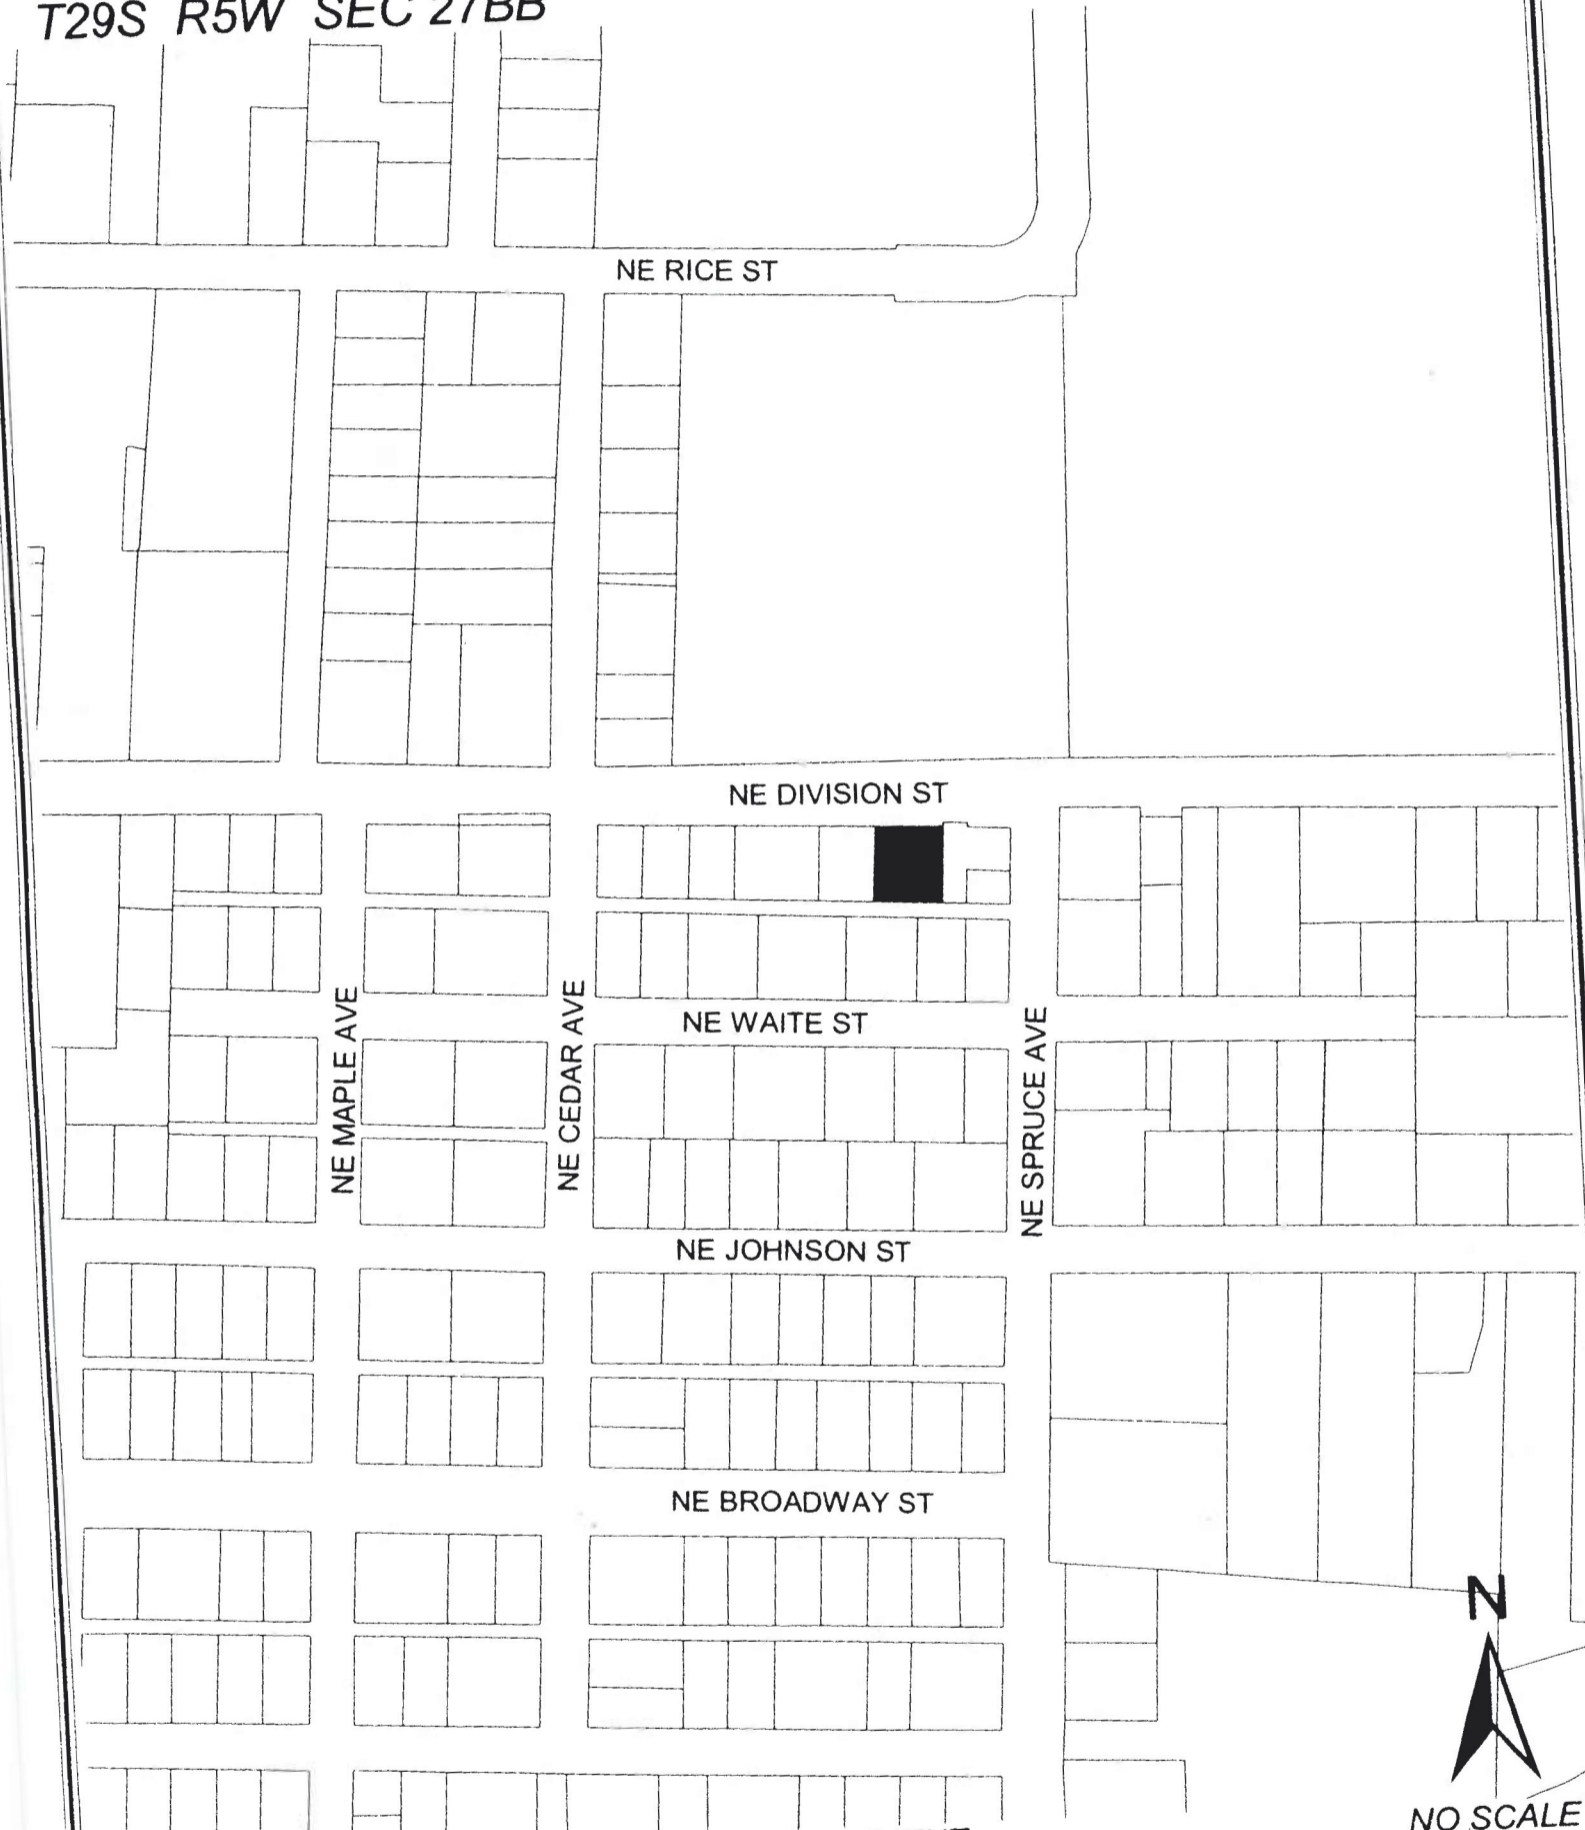 T29S R5W SEC 27BB
NE RICE ST
NE DIVISION ST
NE WAITE ST
NE MAPLE AVE
NE CEDAR AVE
NE SPRUCE AVE
NE JOHNSON ST
NE BROADWAY ST
N
NO SCALE